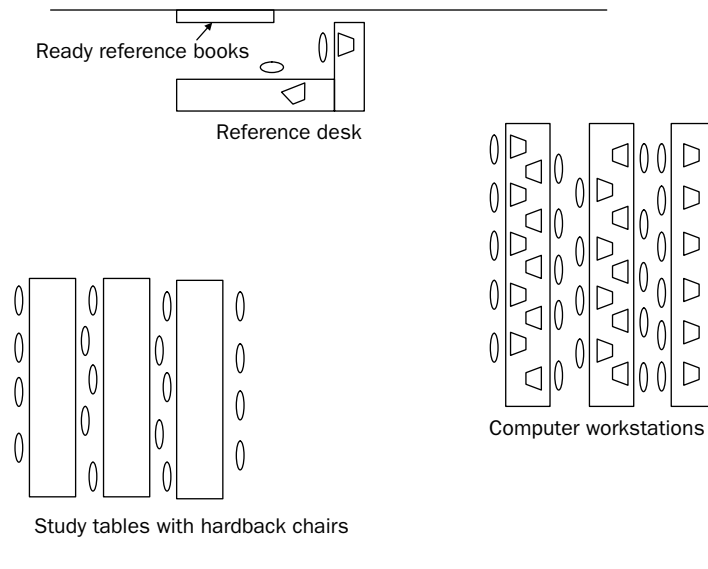 Ready reference books
Reference desk
Computer workstations
Study tables with hardback chairs